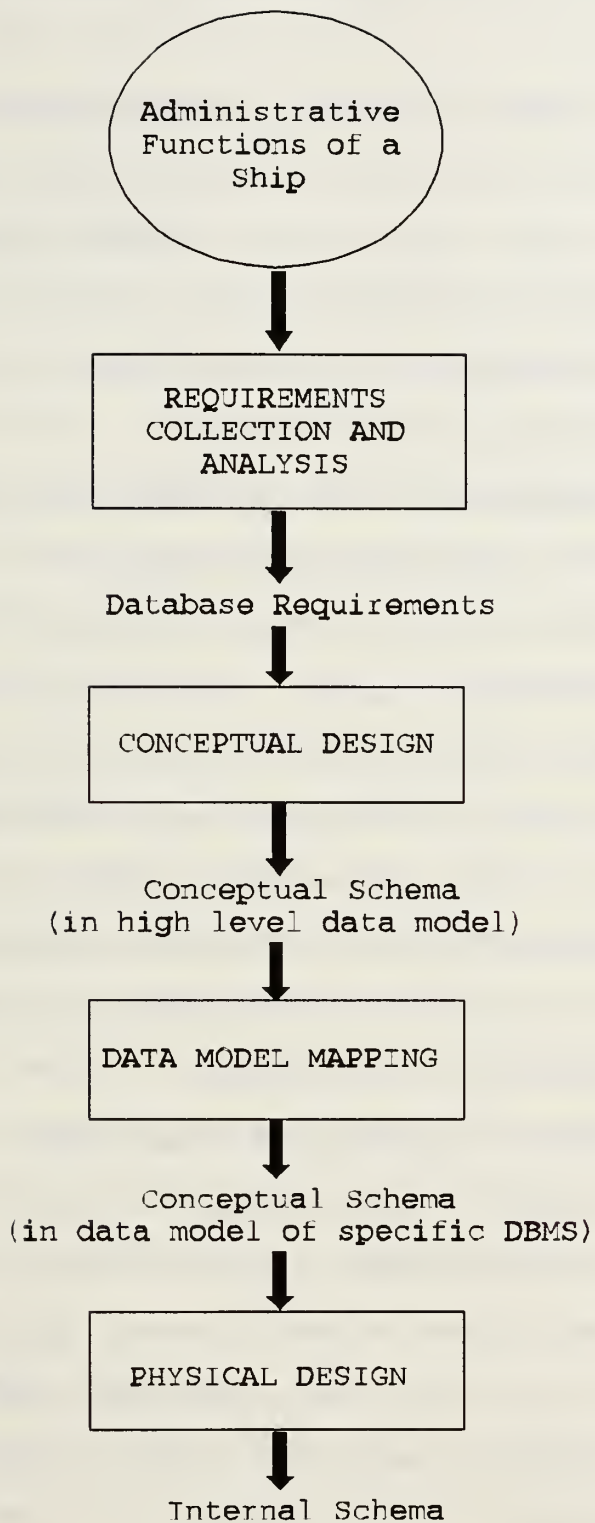 Administrative
Functions of a
Ship
REQUIREMENTS
COLLECTION AND
ANALYSIS
Database Requirements
CONCEPTUAL DESIGN
Conceptual Schema
(in high level data model)
DATA MODEL MAPPING
Conceptual Schema
(in data model of specific DBMS)
PHYSICAL DESIGN
Internal Schema